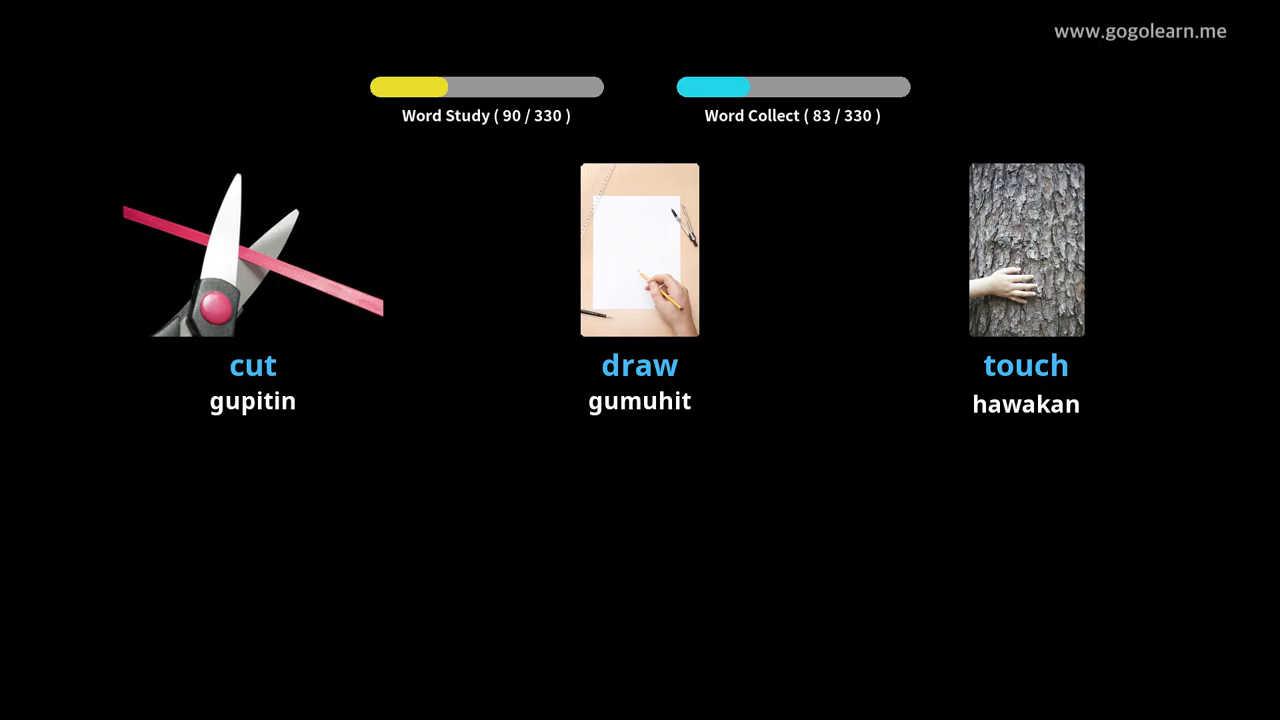 www.gogolearn.me
Word Study ( 90 / 330 )
Word Collect ( 83 / 330 )
cut
gupitin
draw
gumuhit
touch
hawakan